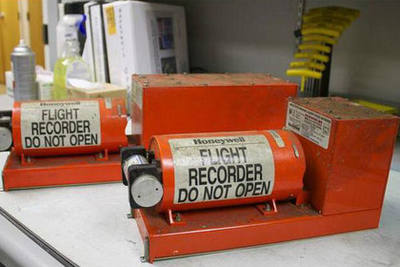 Honeywell
FLIGHT
RECORDER
DO NOT OPEN
Honeywell
FLIGHT
RECORDER
DO NOT OPEN